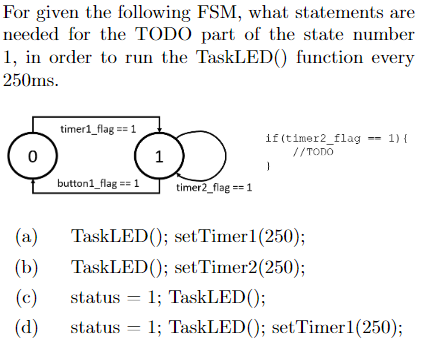 For given the following FSM, what statements are
needed for the TODO part of the state number
1, in order to run the TaskLED() function every
250ms.
timer1_flag == 1
0
1
button1_flag == 1
timer2_flag == 1
if(timer2_flag == 1){
//TODO
}
(a) TaskLED(); setTimer1(250);
(b) TaskLED(); setTimer2(250);
(c) status = 1; TaskLED();
(d) status = 1; TaskLED(); setTimer1(250);